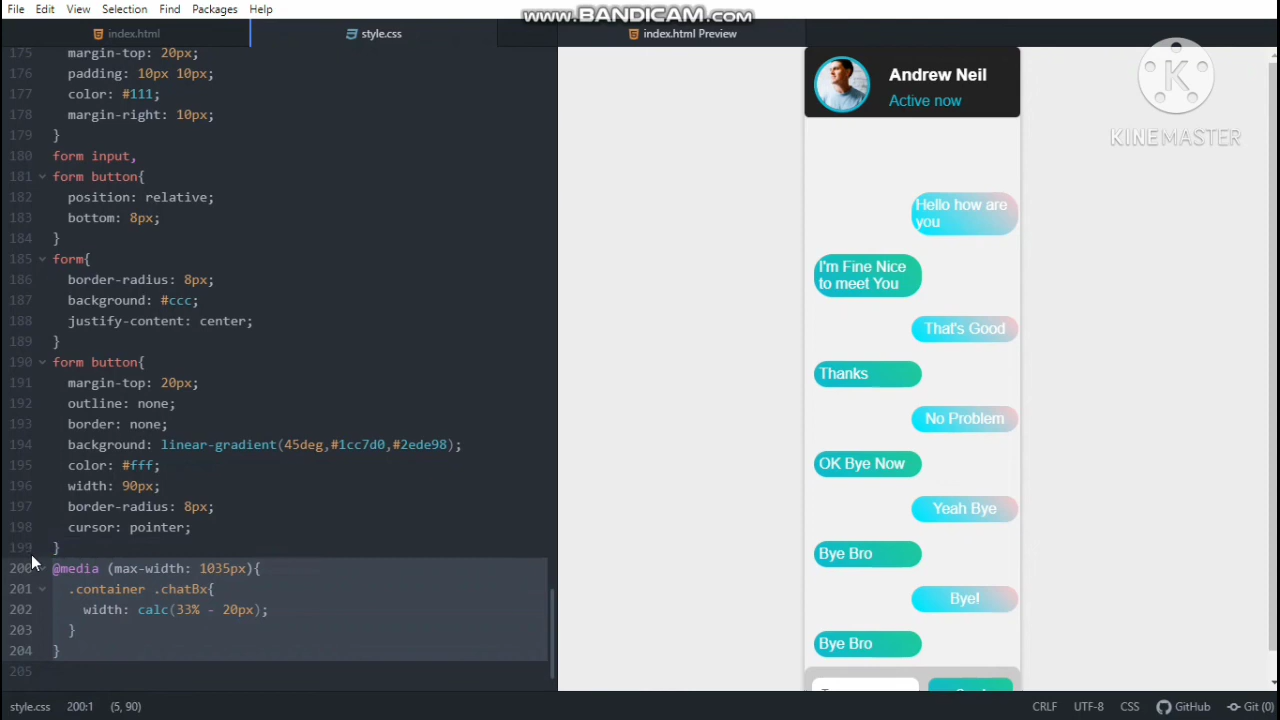 File Edit View Selection Find Packages Help
www.BANDICAM.com
index.html
style.css
index.html Preview
175 margin-top: 20px;
176 padding: 10px 10px;
177 color: #111;
178 margin-right: 10px;
179 }
180 form input,
181 form button{
182 position: relative;
183 bottom: 8px;
184 }
185 form{
186 border-radius: 8px;
187 background: #ccc;
188 justify-content: center;
189 }
190 form button{
191 margin-top: 20px;
192 outline: none;
193 border: none;
194 background: linear-gradient(45deg,#1cc7d0,#2ede98);
195 color: #fff;
196 width: 90px;
197 border-radius: 8px;
198 cursor: pointer;
199 }
200 @media (max-width: 1035px){
201 .container .chatBx{
202 width: calc(33% - 20px);
203 }
204 }
205
Andrew Neil
Active now
Hello how are
you
I'm Fine Nice
to meet You
That's Good
Thanks
No Problem
OK Bye Now
Yeah Bye
Bye Bro
Bye!
Bye Bro
K
KINEMASTER
style.css 200:1 (5, 90) CRLF UTF-8 CSS GitHub Git (0)